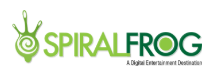 SPIRALFROG
A Digital Entertainment Destination